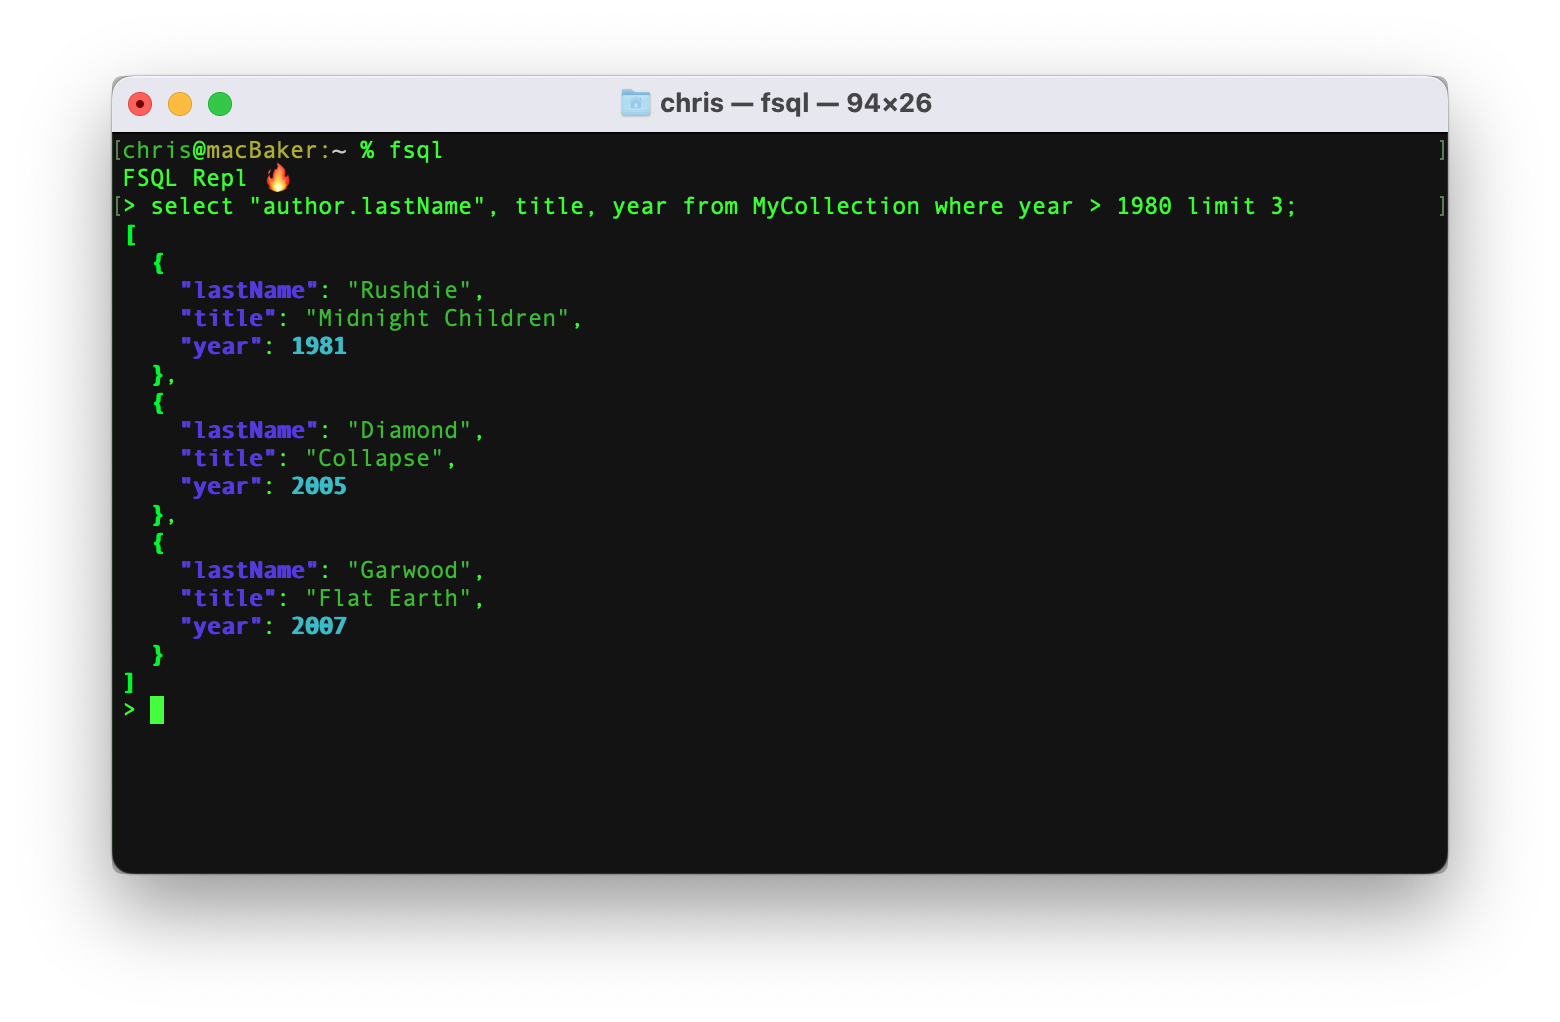 chris — fsql — 94×26
[chris@macBaker:~ % fsql ]
FSQL Repl 🔥
[> select "author.lastName", title, year from MyCollection where year > 1980 limit 3; ]
[
  {
    "lastName": "Rushdie",
    "title": "Midnight Children",
    "year": 1981
  },
  {
    "lastName": "Diamond",
    "title": "Collapse",
    "year": 2005
  },
  {
    "lastName": "Garwood",
    "title": "Flat Earth",
    "year": 2007
  }
]
>